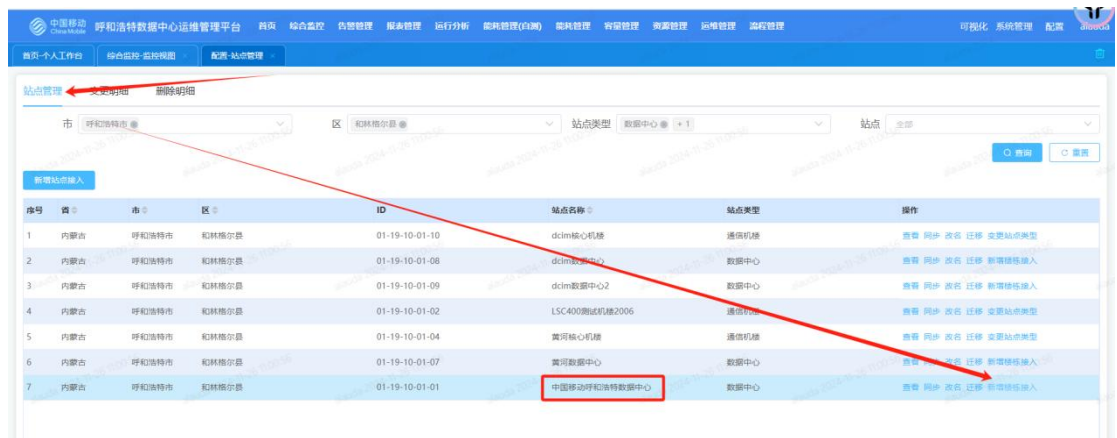 中国移动 China Mobile 呼和浩特数据中心运维管理平台 首页 综合监控 告警管理 报表管理 运行分析 能耗管理(自测) 能耗管理 容量管理 资源管理 运维管理 流程管理 可视化 系统管理 配置 alauda
首页-个人工作台 综合监控-监控视图 配置-站点管理
站点管理 变更明细 删除明细
市 呼和浩特市 区 和林格尔县 站点类型 数据中心 + 1 站点 全部
查询 重置
新增站点接入
序号 省 市 区 ID 站点名称 站点类型 操作
1 内蒙古 呼和浩特市 和林格尔县 01-19-10-01-10 dcim核心机楼 通信机楼 查看 同步 改名 迁移 变更站点类型
2 内蒙古 呼和浩特市 和林格尔县 01-19-10-01-08 dcim数据中心 数据中心 查看 同步 改名 迁移 新增楼栋接入
3 内蒙古 呼和浩特市 和林格尔县 01-19-10-01-09 dcim数据中心2 数据中心 查看 同步 改名 迁移 新增楼栋接入
4 内蒙古 呼和浩特市 和林格尔县 01-19-10-01-02 LSC400测试机楼2006 通信机楼 查看 同步 改名 迁移 变更站点类型
5 内蒙古 呼和浩特市 和林格尔县 01-19-10-01-04 黄河核心机楼 通信机楼 查看 同步 改名 迁移 变更站点类型
6 内蒙古 呼和浩特市 和林格尔县 01-19-10-01-07 黄河数据中心 数据中心 查看 同步 改名 迁移 新增楼栋接入
7 内蒙古 呼和浩特市 和林格尔县 01-19-10-01-01 中国移动呼和浩特数据中心 数据中心 查看 同步 改名 迁移 新增楼栋接入